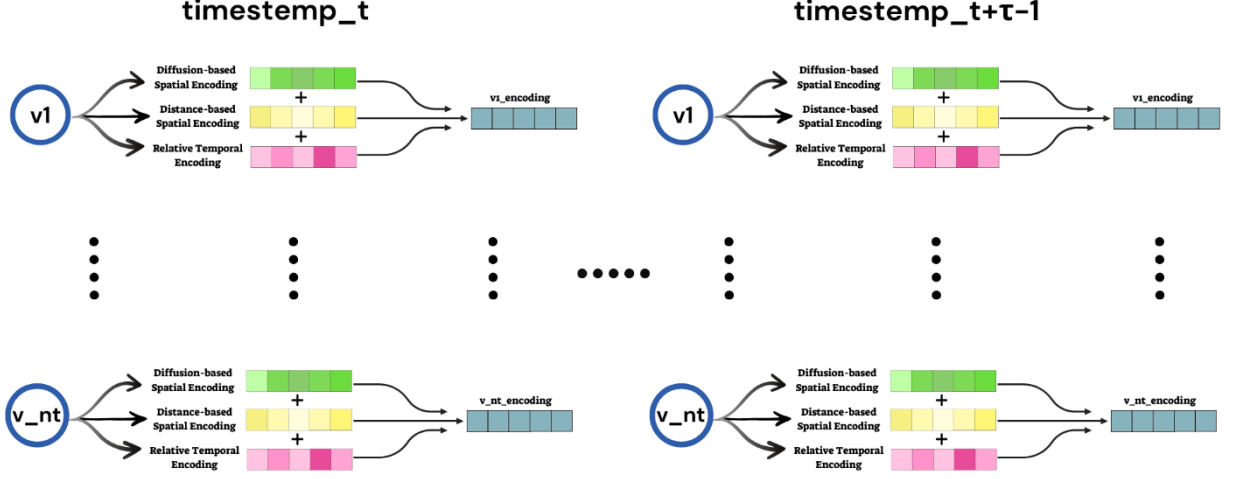 timestemp_t
timestemp_t+τ-1
v1
Diffusion-based
Spatial Encoding
+
Distance-based
Spatial Encoding
+
Relative Temporal
Encoding
v1_encoding
v1
Diffusion-based
Spatial Encoding
+
Distance-based
Spatial Encoding
+
Relative Temporal
Encoding
v1_encoding
v_nt
Diffusion-based
Spatial Encoding
+
Distance-based
Spatial Encoding
+
Relative Temporal
Encoding
v_nt_encoding
v_nt
Diffusion-based
Spatial Encoding
+
Distance-based
Spatial Encoding
+
Relative Temporal
Encoding
v_nt_encoding